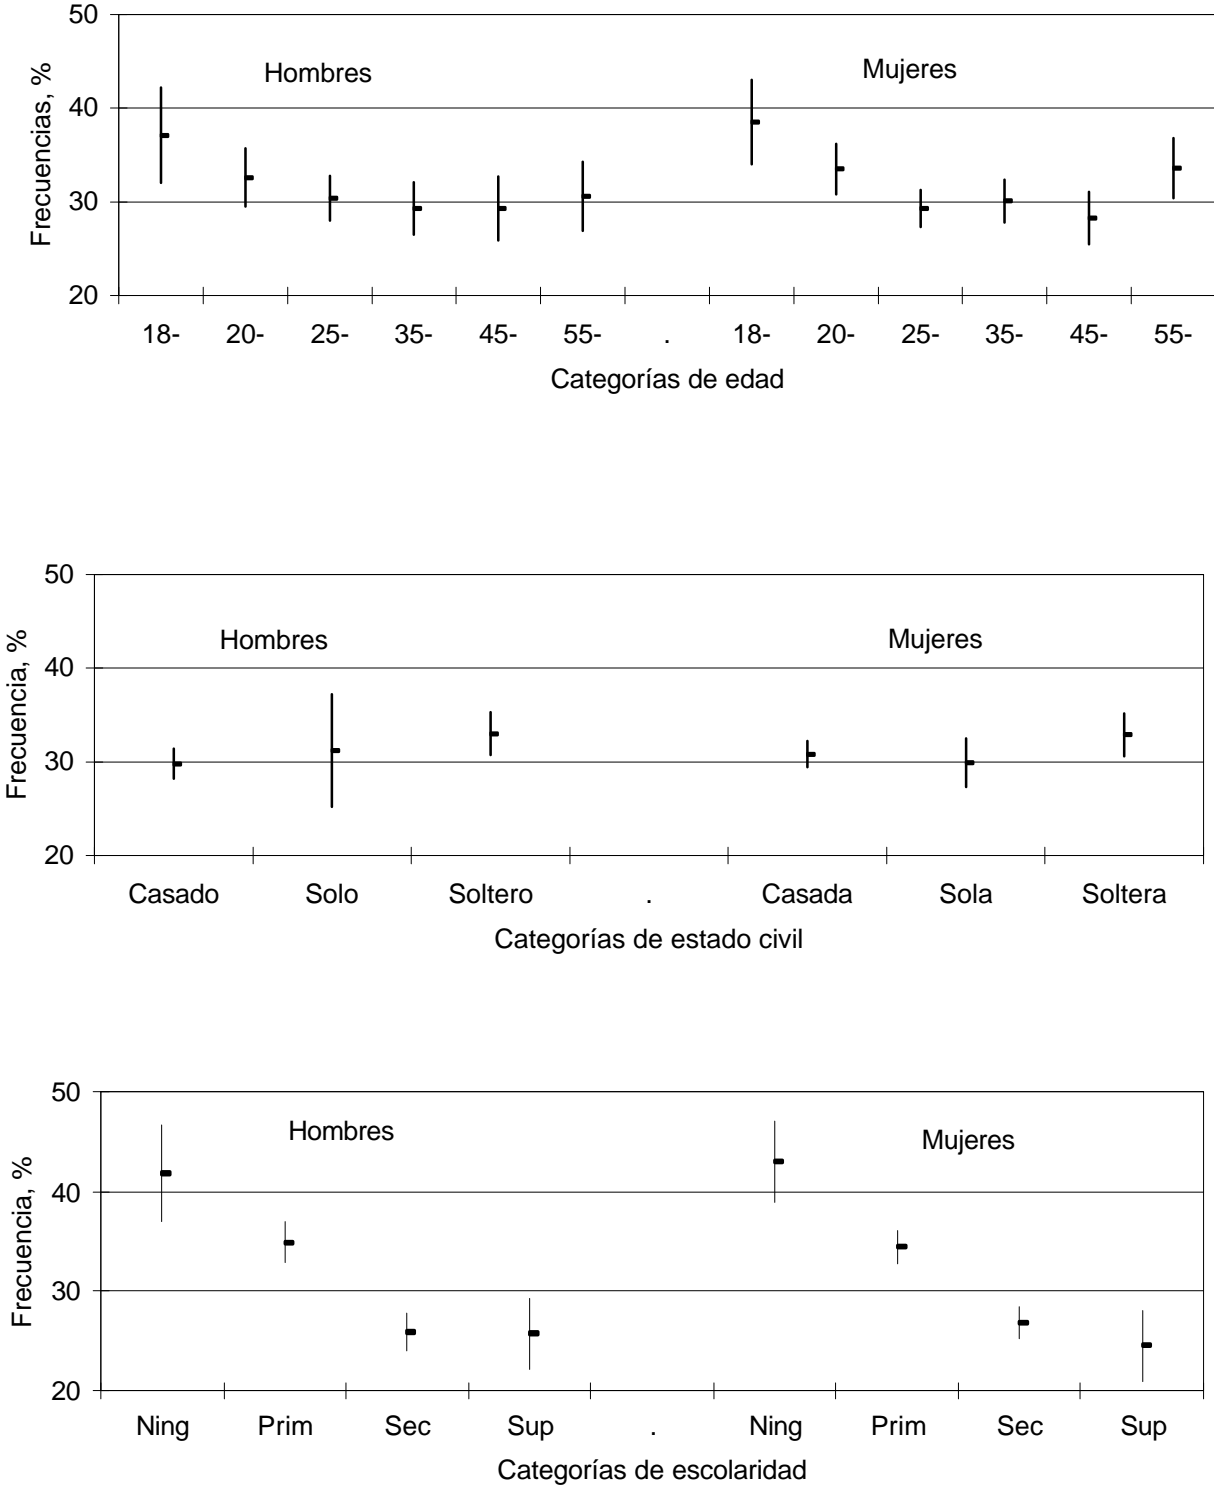 50
Hombres
Mujeres
40
30
20
Frecuencias, %
18- 20- 25- 35- 45- 55- . 18- 20- 25- 35- 45- 55-
Categorías de edad
50
Hombres
Mujeres
40
30
20
Frecuencia, %
Casado Solo Soltero . Casada Sola Soltera
Categorías de estado civil
50
Hombres
Mujeres
40
30
20
Frecuencia, %
Ning Prim Sec Sup . Ning Prim Sec Sup
Categorías de escolaridad